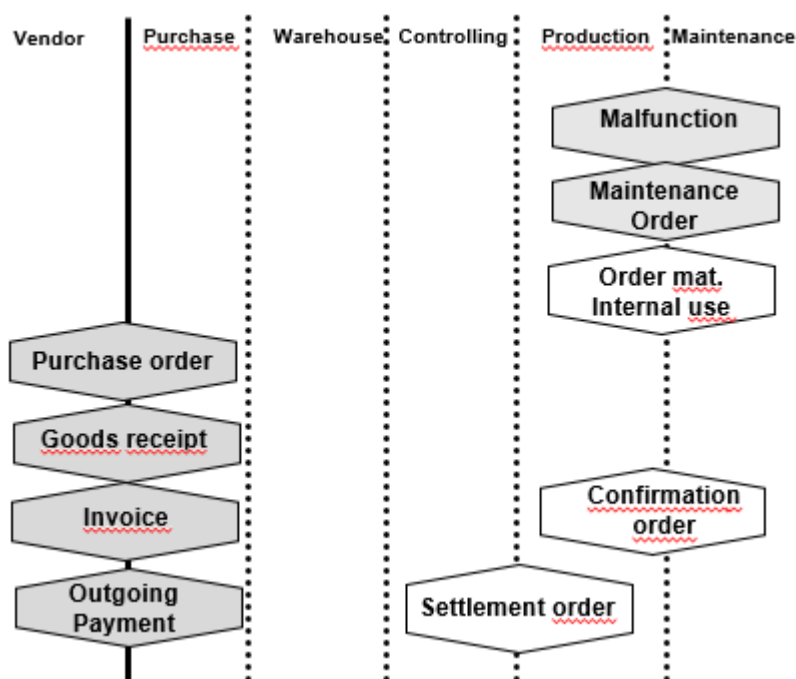 Vendor
Purchase
Warehouse
Controlling
Production
Maintenance
Malfunction
Maintenance
Order
Order mat.
Internal use
Purchase order
Goods receipt
Invoice
Confirmation
order
Outgoing
Payment
Settlement order